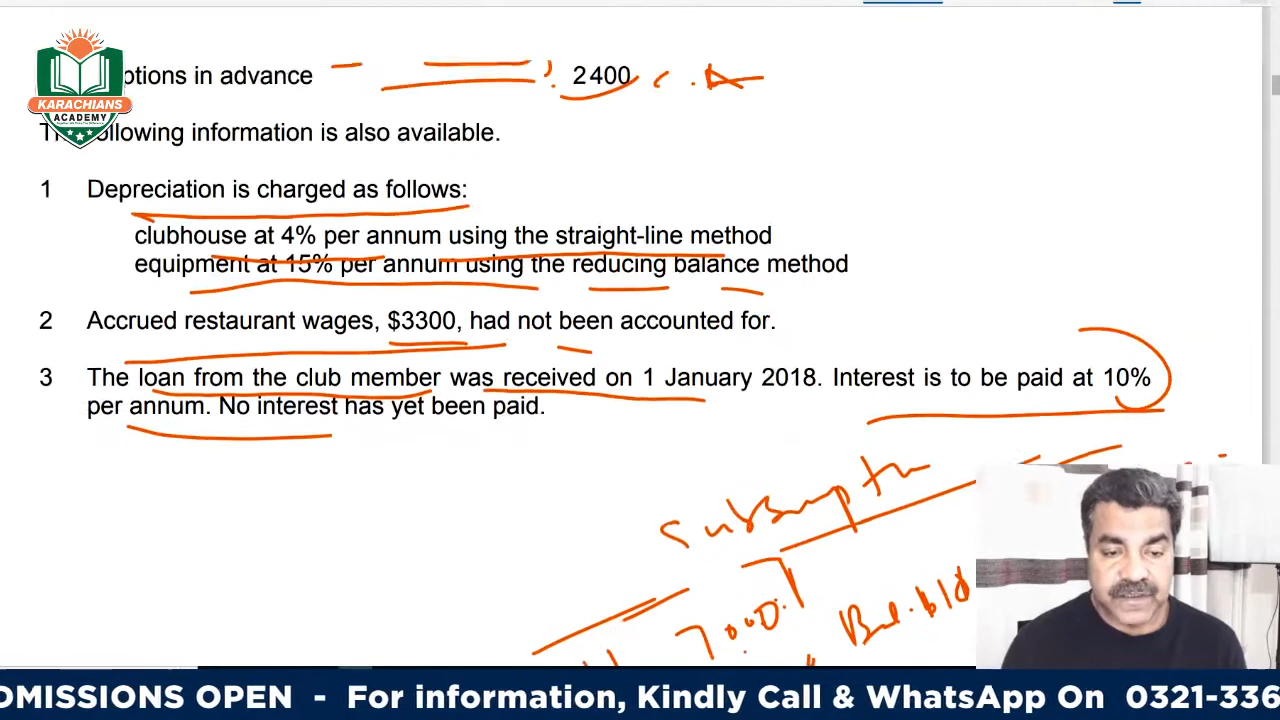 ptions in advance 2400
KARACHIANS
ACADEMY
ollowing information is also available.
1 Depreciation is charged as follows:
clubhouse at 4% per annum using the straight-line method
equipment at 15% per annum using the reducing balance method
2 Accrued restaurant wages, $3300, had not been accounted for.
3 The loan from the club member was received on 1 January 2018. Interest is to be paid at 10%
per annum. No interest has yet been paid.
DMISSIONS OPEN - For information, Kindly Call & WhatsApp On 0321-336